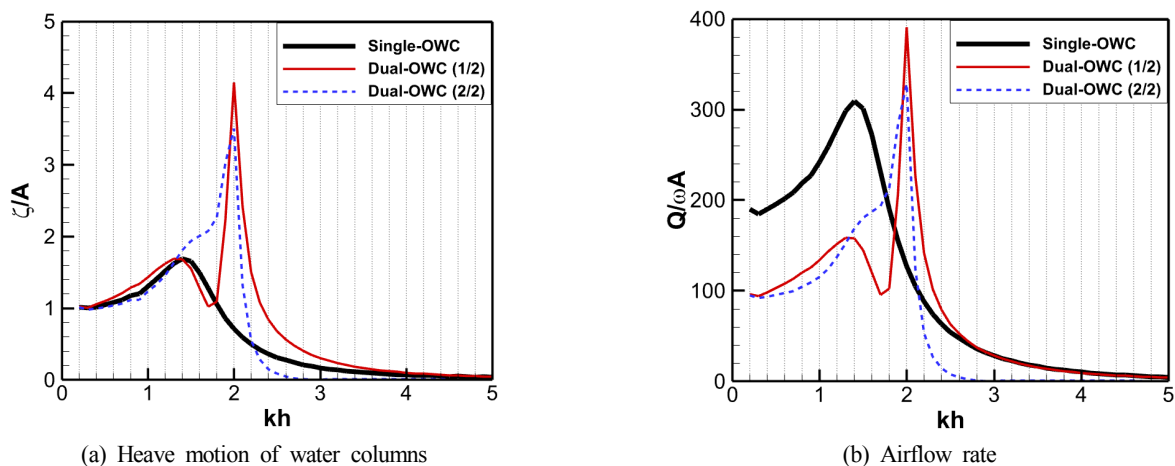 5
4
3
2
1
0
ζ/A
0 1 2 3 4 5
kh
Single-OWC
Dual-OWC (1/2)
Dual-OWC (2/2)
(a) Heave motion of water columns
400
300
200
100
0
Q/ωA
0 1 2 3 4 5
kh
Single-OWC
Dual-OWC (1/2)
Dual-OWC (2/2)
(b) Airflow rate